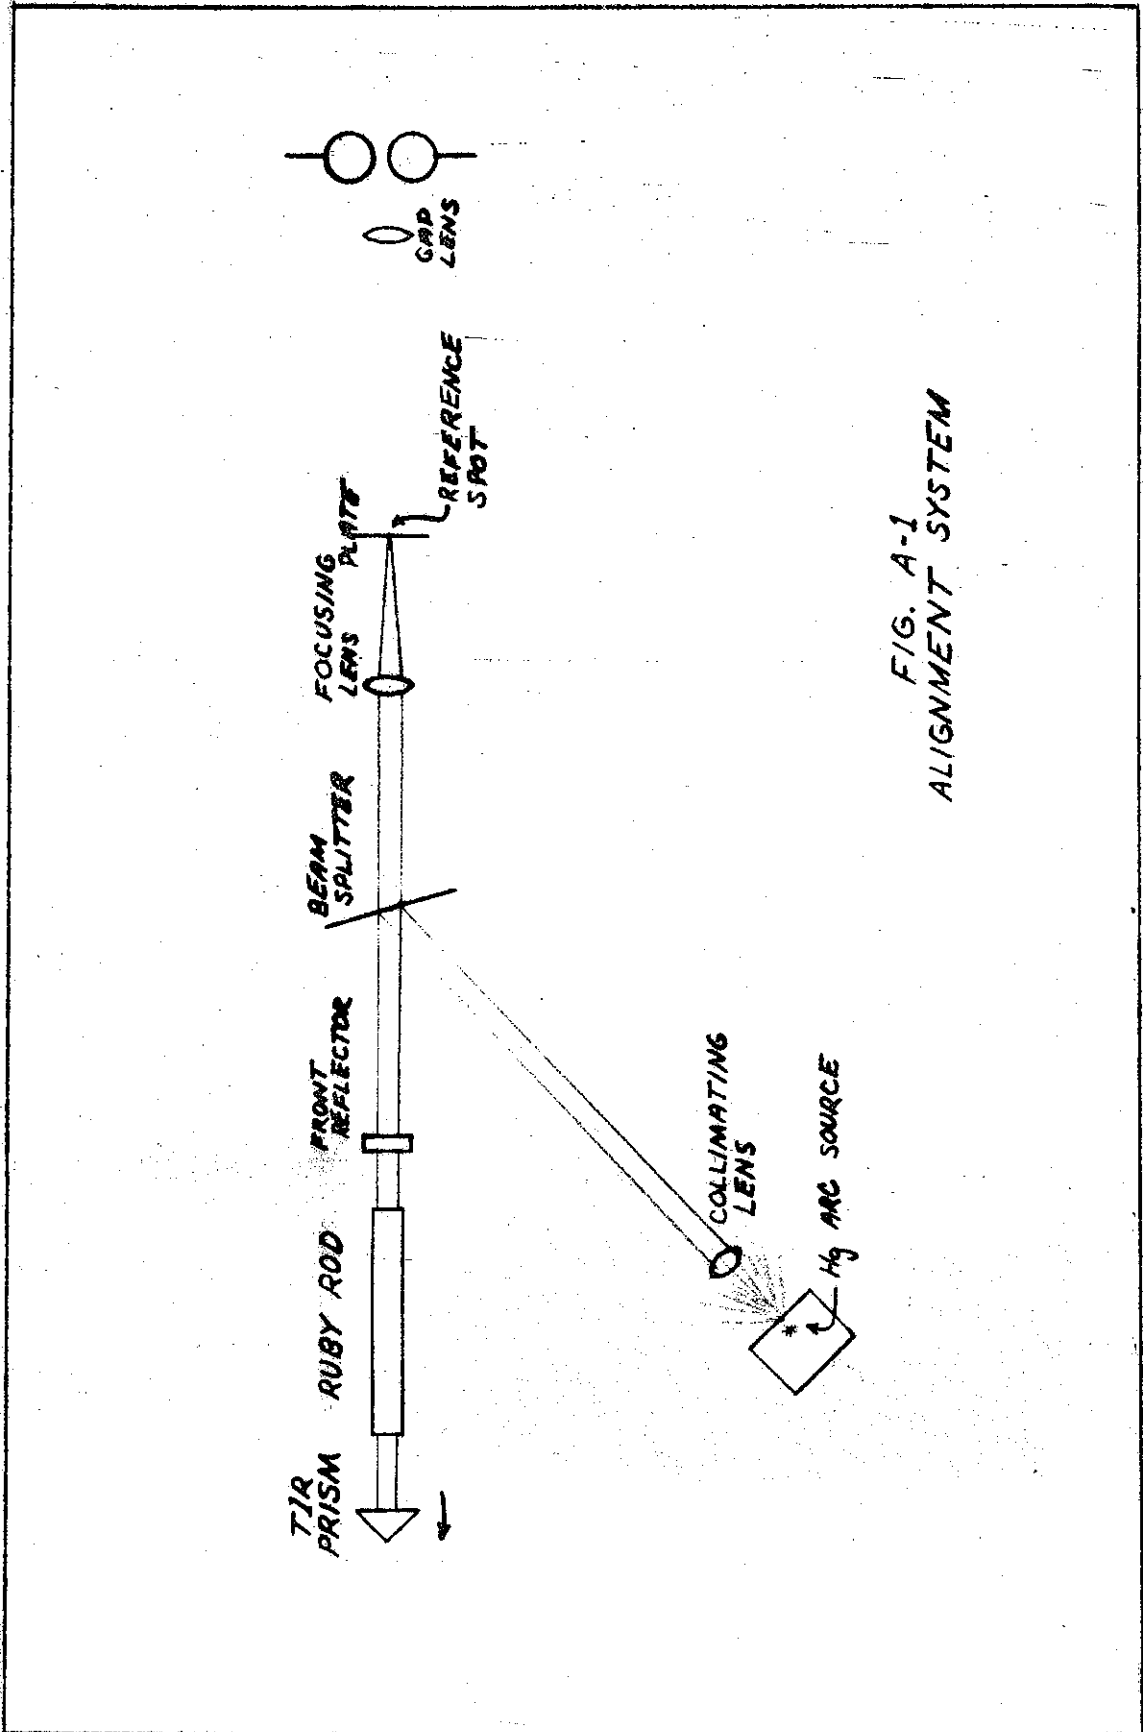 TIR
PRISM
RUBY ROD
FRONT
REFLECTOR
BEAM
SPLITTER
FOCUSING
LENS
PLATE
REFERENCE
SPOT
GAP
LENS
COLLIMATING
LENS
Hg ARC SOURCE
FIG. A-1
ALIGNMENT SYSTEM